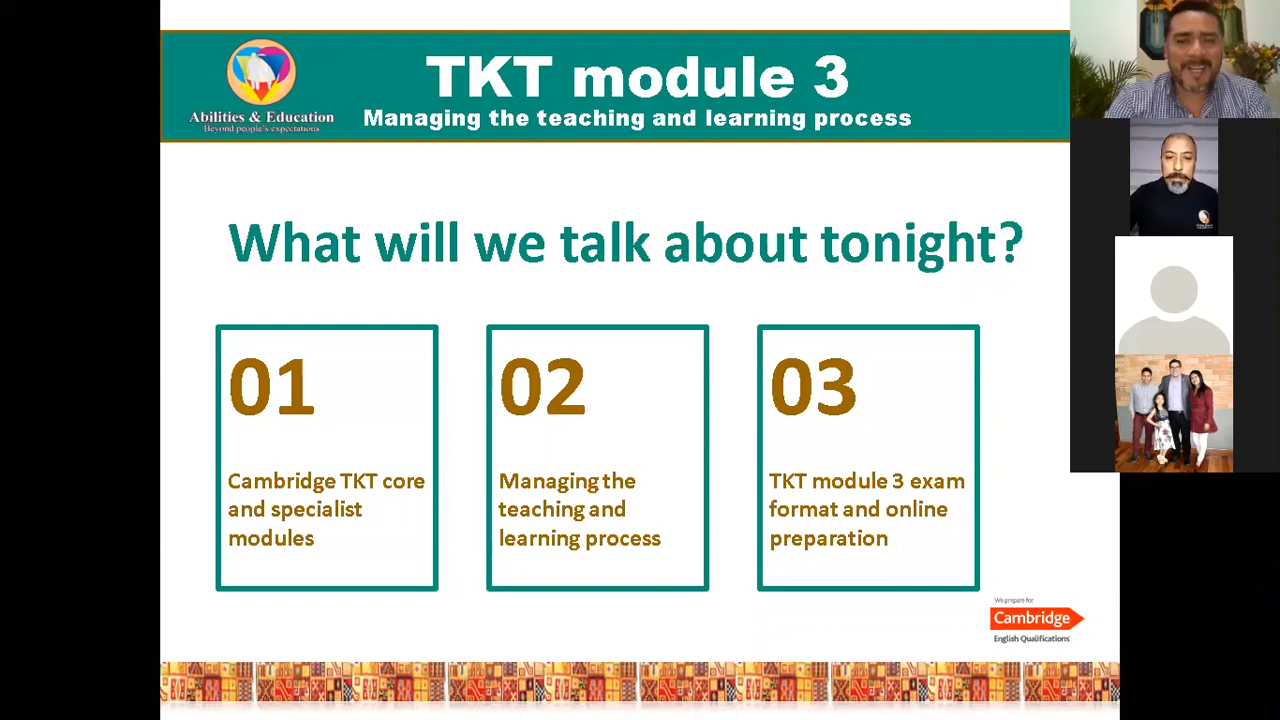 TKT module 3
Managing the teaching and learning process
Abilities & Education
Beyond people's expectations
What will we talk about tonight?
01
Cambridge TKT core
and specialist
modules
02
Managing the
teaching and
learning process
03
TKT module 3 exam
format and online
preparation
We prepare for
Cambridge
English Qualifications